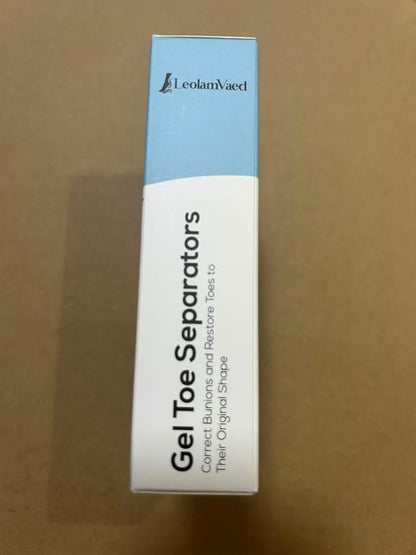 LeolamVaed
Gel Toe Separators
Correct Bunions and Restore Toes to
Their Original Shape